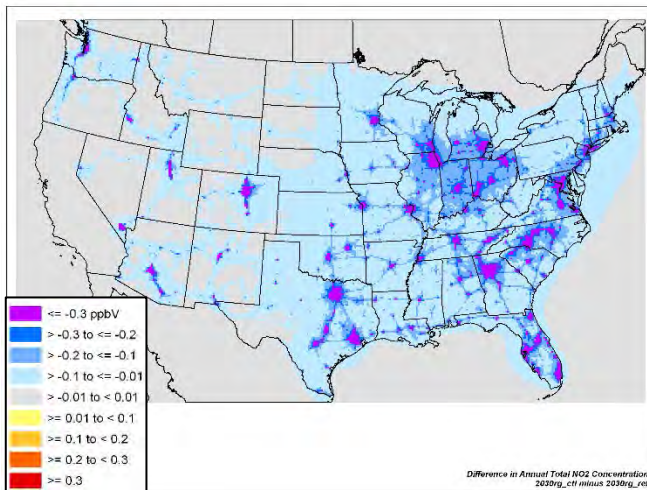 <= -0.3 ppbV
> -0.3 to <= -0.2
> -0.2 to <= -0.1
> -0.1 to <= -0.01
> -0.01 to < 0.01
>= 0.01 to < 0.1
>= 0.1 to < 0.2
>= 0.2 to < 0.3
>= 0.3
Difference in Annual Total NO2 Concentration
2030rg_ctl minus 2030rg_ref